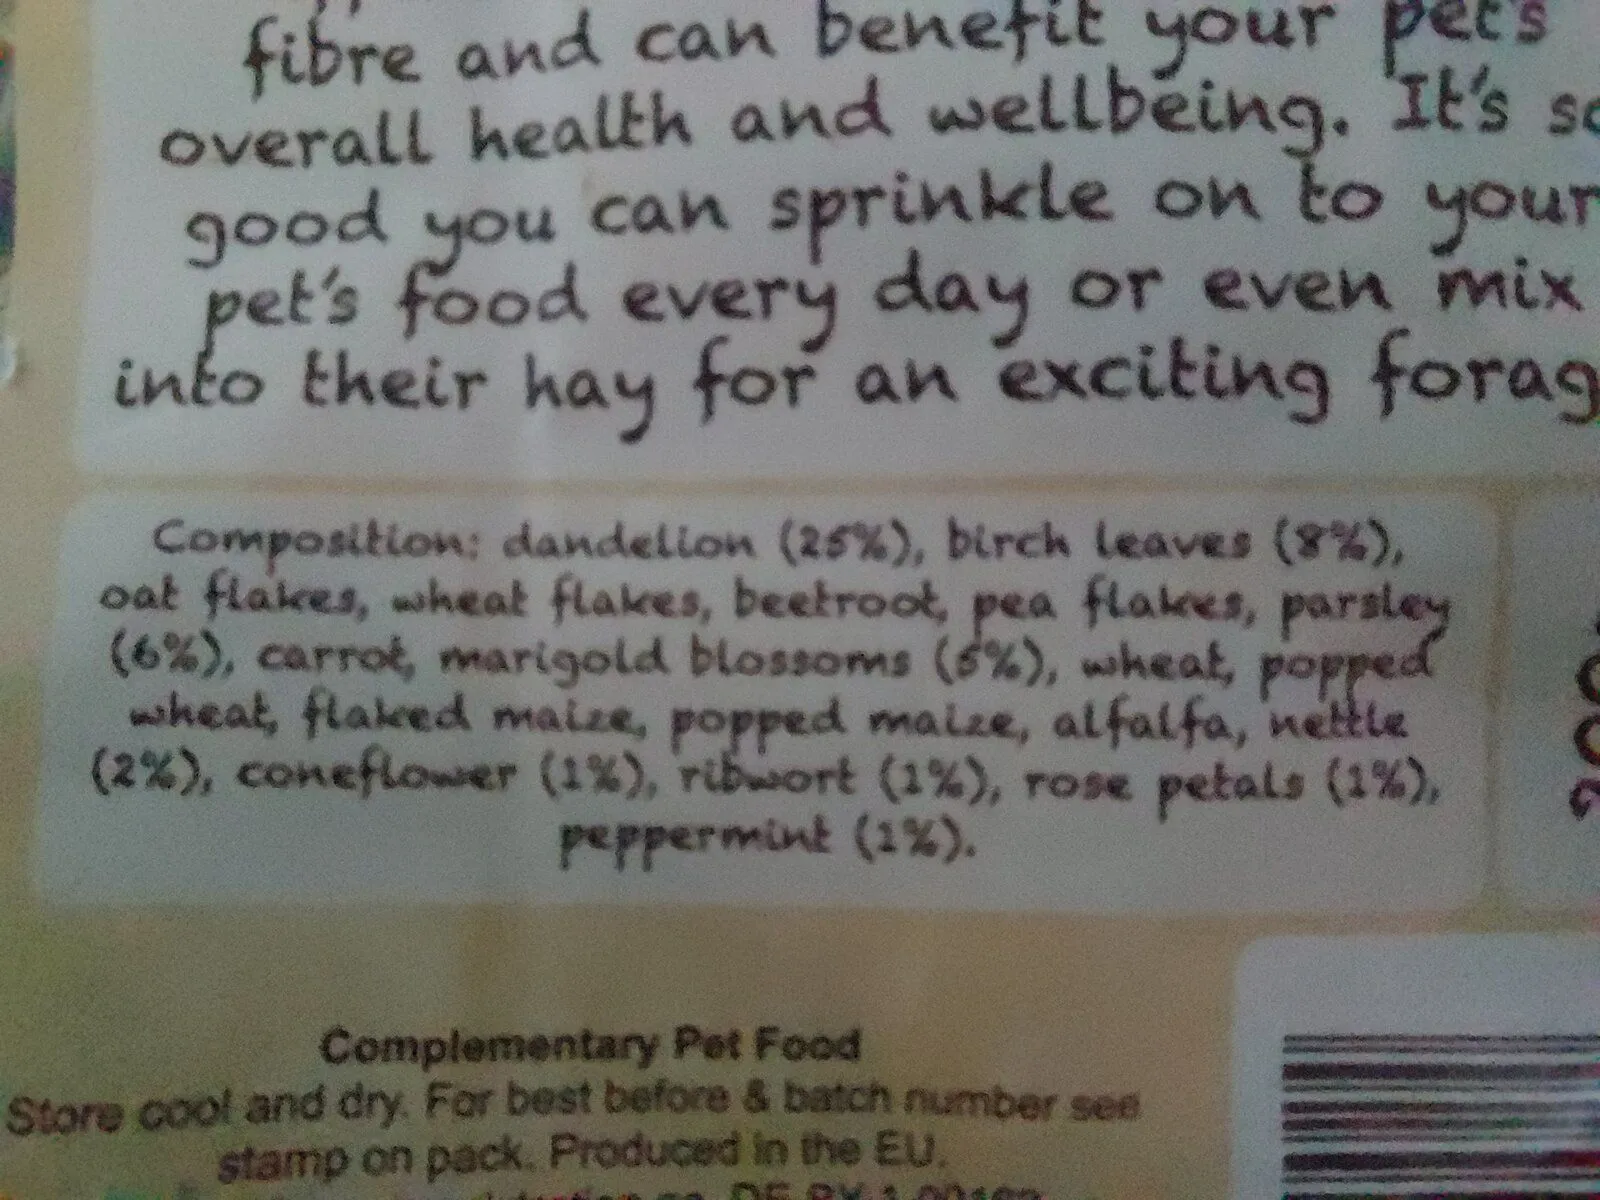 fibre and can benefit your pet's
overall health and wellbeing. It's so
good you can sprinkle on to your
pet's food every day or even mix
into their hay for an exciting forag
Composition: dandelion (25%), birch leaves (8%),
oat flakes, wheat flakes, beetroot, pea flakes, parsley
(6%), carrot, marigold blossoms (5%), wheat, popped
wheat, flaked maize, popped maize, alfalfa, nettle
(2%), coneflower (1%), ribwort (1%), rose petals (1%),
peppermint (1%).
Complementary Pet Food
Store cool and dry. For best before & batch number see
stamp on pack. Produced in the EU.